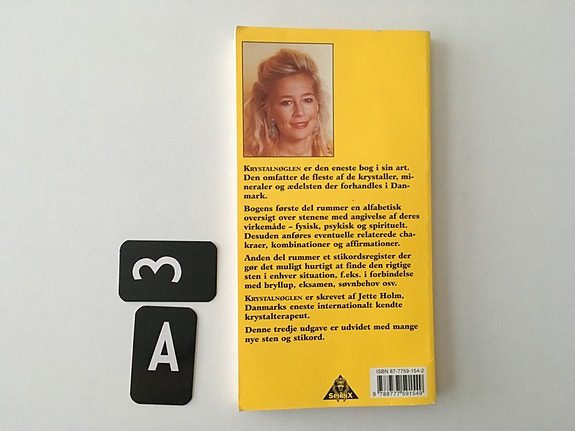 KRYSTALNØGLEN er den eneste bog i sin art.
Den omfatter de fleste af de krystaller, mi-
neraler og ædelsten der forhandles i Dan-
mark.
Bogens første del rummer en alfabetisk
oversigt over stenene med angivelse af deres
virkemåde – fysisk, psykisk og spirituelt.
Desuden anføres eventuelle relaterede cha-
kraer, kombinationer og affirmationer.
Anden del rummer et stikordsregister der
gør det muligt hurtigt at finde den rigtige
sten i enhver situation, f.eks. i forbindelse
med bryllup, eksamen, søvnbehov osv.
KRYSTALNØGLEN er skrevet af Jette Holm,
Danmarks eneste internationalt kendte
krystalterapeut.
Denne tredje udgave er udvidet med mange
nye sten og stikord.
SPHINX
ISBN 87-7759-154-2
9 788777 591549
3
A